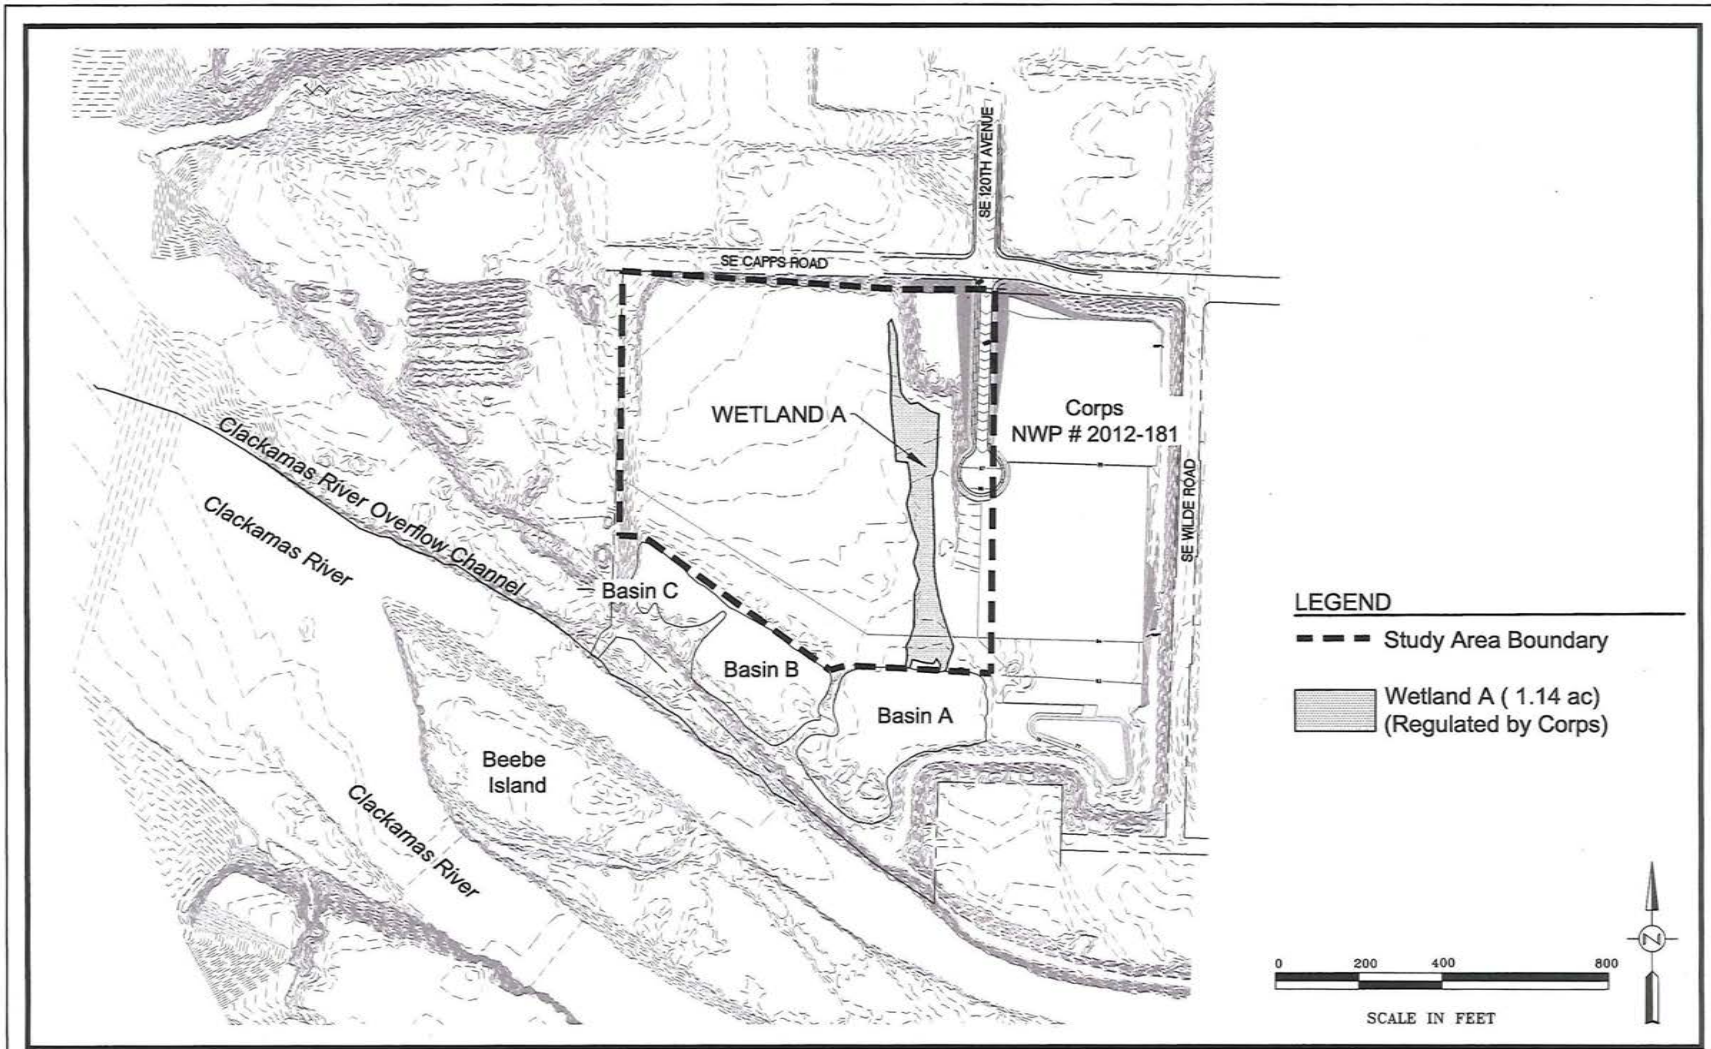 SE 120TH AVENUE
SE CAPPS ROAD
WETLAND A
Corps
NWP # 2012-181
SE WILDE ROAD
Clackamas River Overflow Channel
Clackamas River
Basin C
Basin B
Basin A
Beebe
Island
Clackamas River
LEGEND
Study Area Boundary
Wetland A ( 1.14 ac)
(Regulated by Corps)
0 200 400 800
SCALE IN FEET
Z